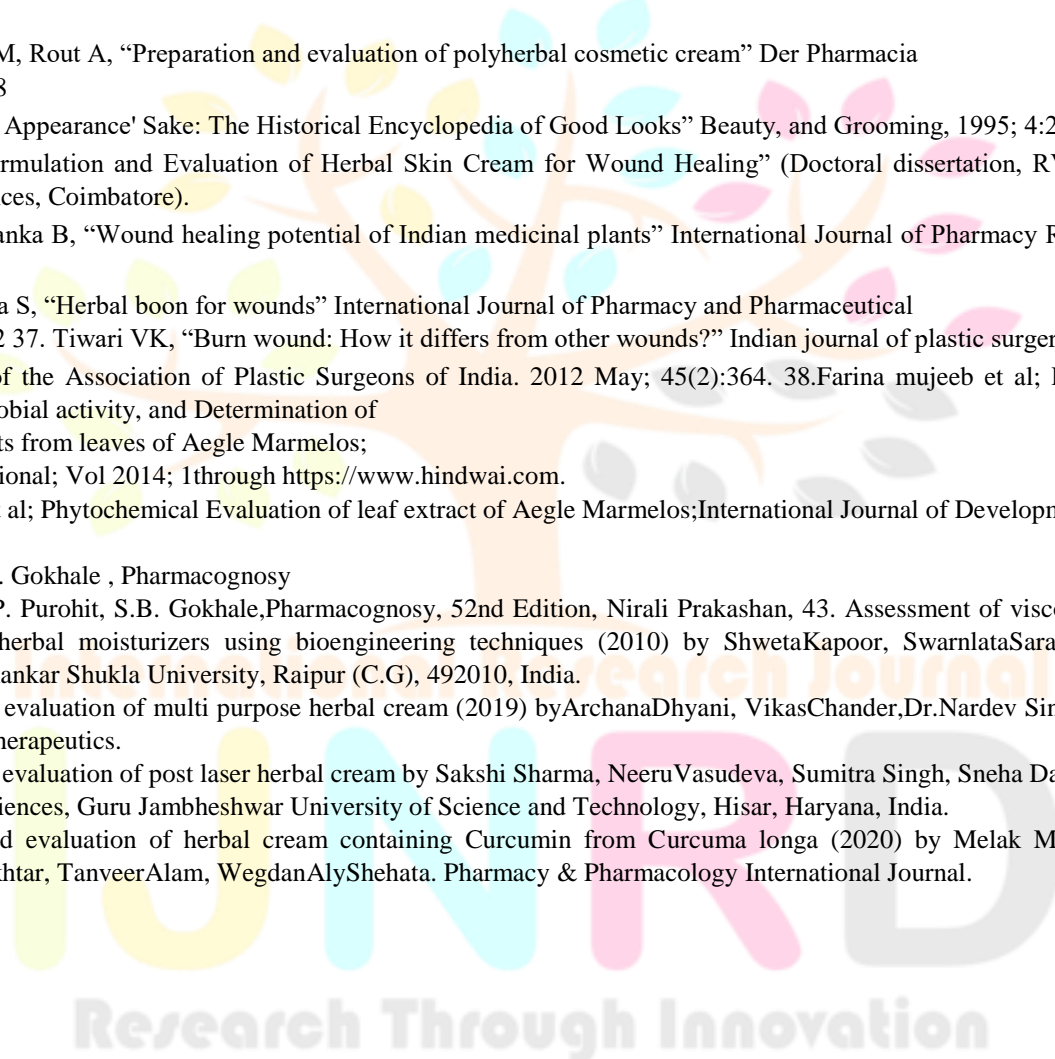 M, Rout A, “Preparation and evaluation of polyherbal cosmetic cream” Der Pharmacia
8
Appearance' Sake: The Historical Encyclopedia of Good Looks” Beauty, and Grooming, 1995; 4:2
rmulation and Evaluation of Herbal Skin Cream for Wound Healing” (Doctoral dissertation, RV
ces, Coimbatore).
anka B, “Wound healing potential of Indian medicinal plants” International Journal of Pharmacy R
a S, “Herbal boon for wounds” International Journal of Pharmacy and Pharmaceutical
2 37. Tiwari VK, “Burn wound: How it differs from other wounds?” Indian journal of plastic surger
of the Association of Plastic Surgeons of India. 2012 May; 45(2):364. 38.Farina mujeeb et al;
obial activity, and Determination of
ts from leaves of Aegle Marmelos;
ional; Vol 2014; 1through https://www.hindwai.com.
t al; Phytochemical Evaluation of leaf extract of Aegle Marmelos;International Journal of Developm
. Gokhale , Pharmacognosy
P. Purohit, S.B. Gokhale,Pharmacognosy, 52nd Edition, Nirali Prakashan, 43. Assessment of visco
herbal moisturizers using bioengineering techniques (2010) by ShwetaKapoor, SwarnlataSara
ankar Shukla University, Raipur (C.G), 492010, India.
International Research Journal
evaluation of multi purpose herbal cream (2019) byArchanaDhyani, VikasChander,Dr.Nardev Sin
herapeutics.
evaluation of post laser herbal cream by Sakshi Sharma, NeeruVasudeva, Sumitra Singh, Sneha Da
ciences, Guru Jambheshwar University of Science and Technology, Hisar, Haryana, India.
d evaluation of herbal cream containing Curcumin from Curcuma longa (2020) by Melak M
khtar, TanveerAlam, WegdanAlyShehata. Pharmacy & Pharmacology International Journal.
IJNRD
Research Through Innovation